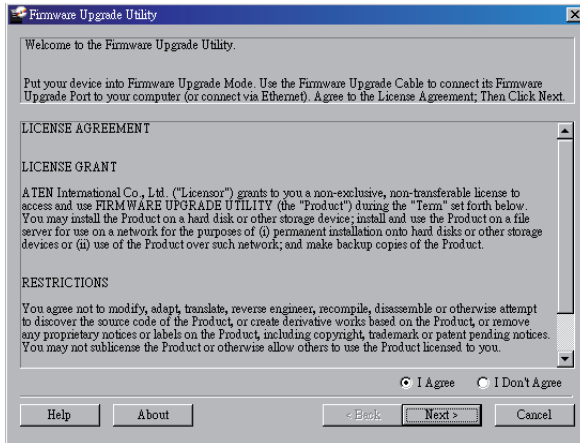 Firmware Upgrade Utility
Welcome to the Firmware Upgrade Utility.
Put your device into Firmware Upgrade Mode. Use the Firmware Upgrade Cable to connect its Firmware
Upgrade Port to your computer (or connect via Ethernet). Agree to the License Agreement; Then Click Next.
LICENSE AGREEMENT
LICENSE GRANT
ATEN International Co., Ltd. ("Licensor") grants to you a non-exclusive, non-transferable license to
access and use FIRMWARE UPGRADE UTILITY (the "Product") during the "Term" set forth below.
You may install the Product on a hard disk or other storage device; install and use the Product on a file
server for use on a network for the purposes of (i) permanent installation onto hard disks or other storage
devices or (ii) use of the Product over such network; and make backup copies of the Product.
RESTRICTIONS
You agree not to modify, adapt, translate, reverse engineer, recompile, disassemble or otherwise attempt
to discover the source code of the Product, or create derivative works based on the Product, or remove
any proprietary notices or labels on the Product, including copyright, trademark or patent pending notices.
You may not sublicense the Product or otherwise allow others to use the Product licensed to you.
I Agree I Don't Agree
Help About < Back Next > Cancel